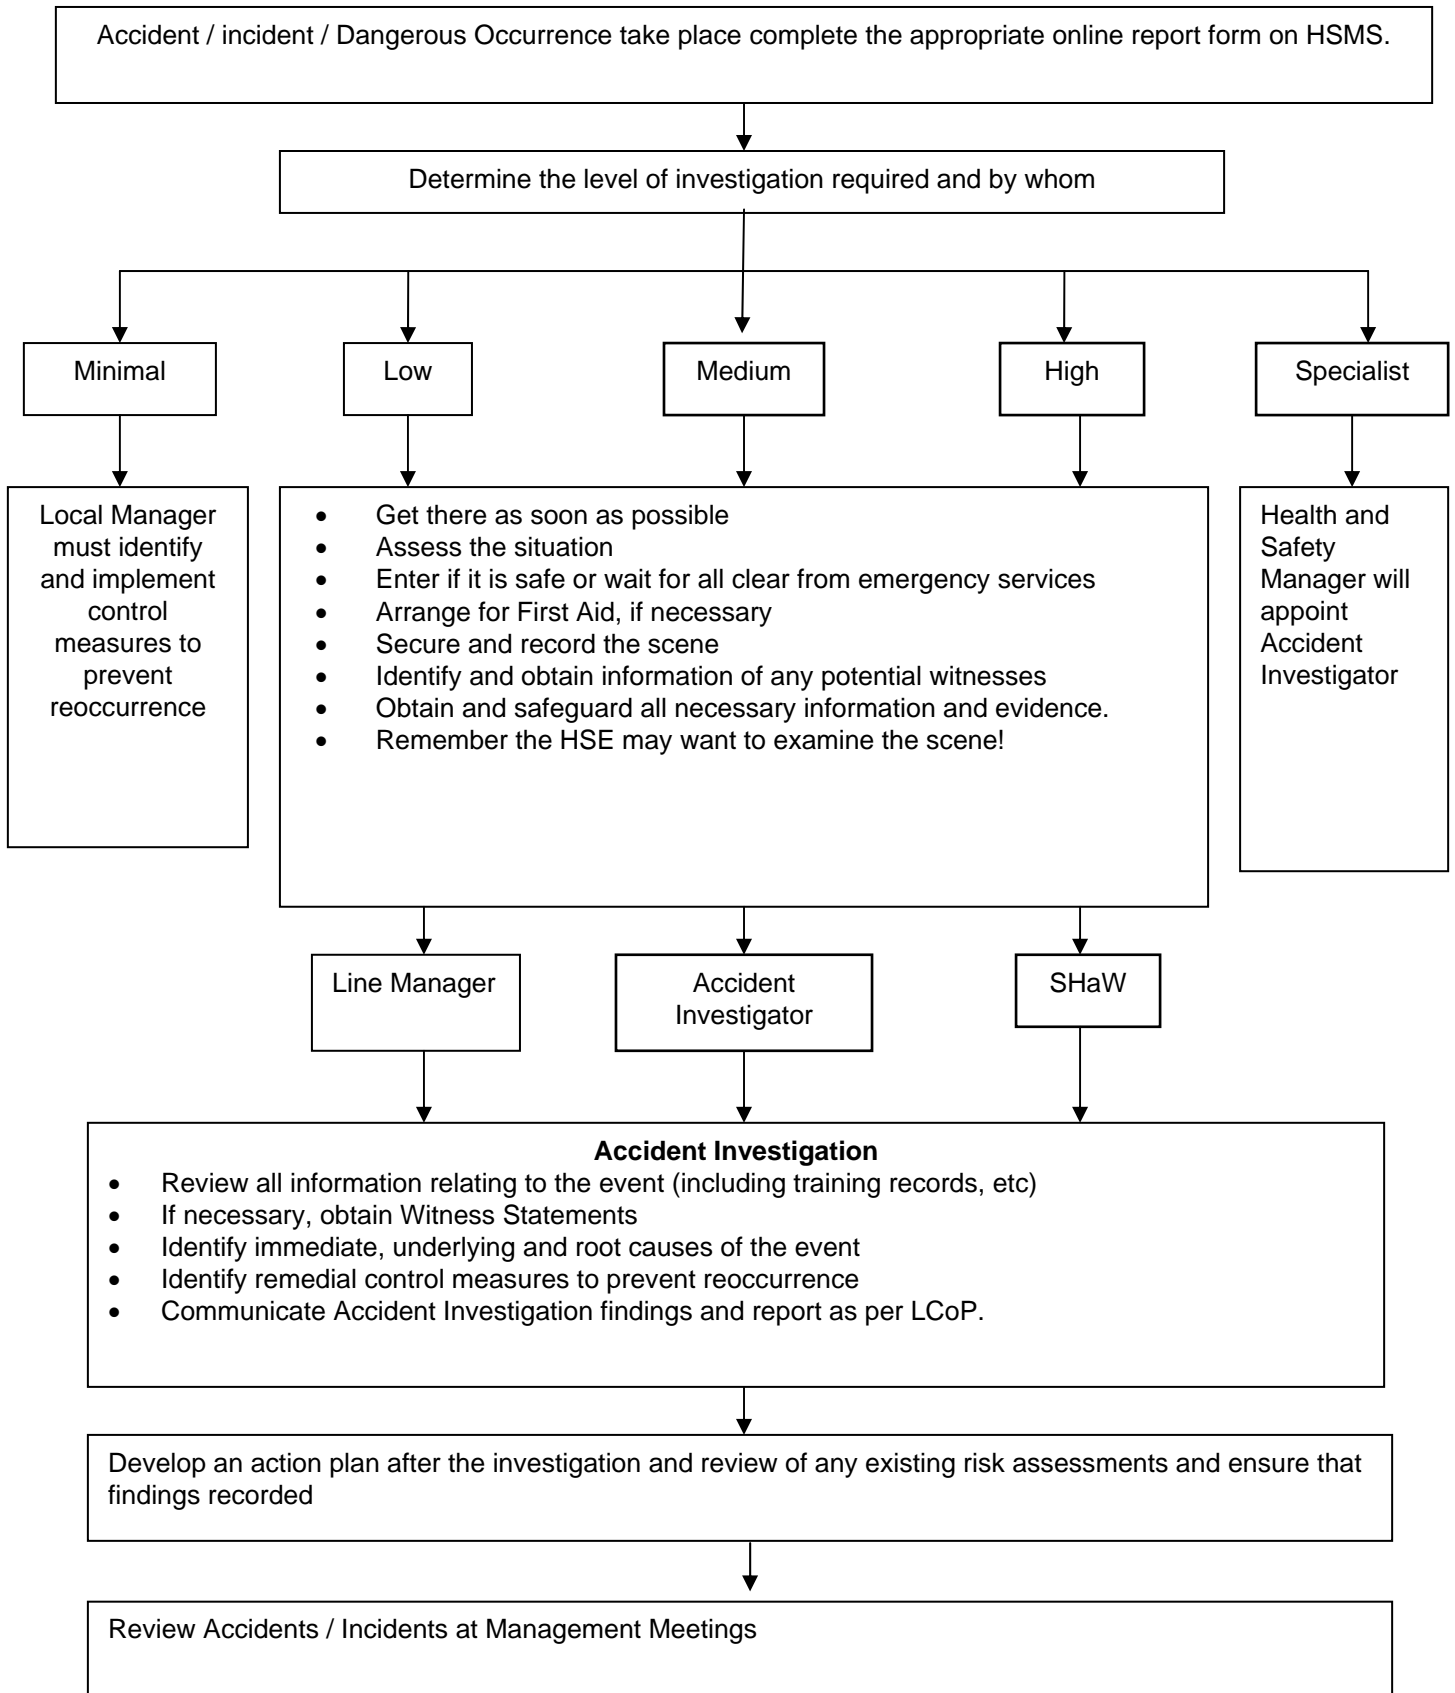 Accident / incident / Dangerous Occurrence take place complete the appropriate online report form on HSMS.
Determine the level of investigation required and by whom
Minimal
Low
Medium
High
Specialist
Local Manager
must identify
and implement
control
measures to
prevent
reoccurrence
• Get there as soon as possible
• Assess the situation
• Enter if it is safe or wait for all clear from emergency services
• Arrange for First Aid, if necessary
• Secure and record the scene
• Identify and obtain information of any potential witnesses
• Obtain and safeguard all necessary information and evidence.
• Remember the HSE may want to examine the scene!
Health and
Safety
Manager will
appoint
Accident
Investigator
Line Manager
Accident
Investigator
SHaW
Accident Investigation
• Review all information relating to the event (including training records, etc)
• If necessary, obtain Witness Statements
• Identify immediate, underlying and root causes of the event
• Identify remedial control measures to prevent reoccurrence
• Communicate Accident Investigation findings and report as per LCoP.
Develop an action plan after the investigation and review of any existing risk assessments and ensure that
findings recorded
Review Accidents / Incidents at Management Meetings